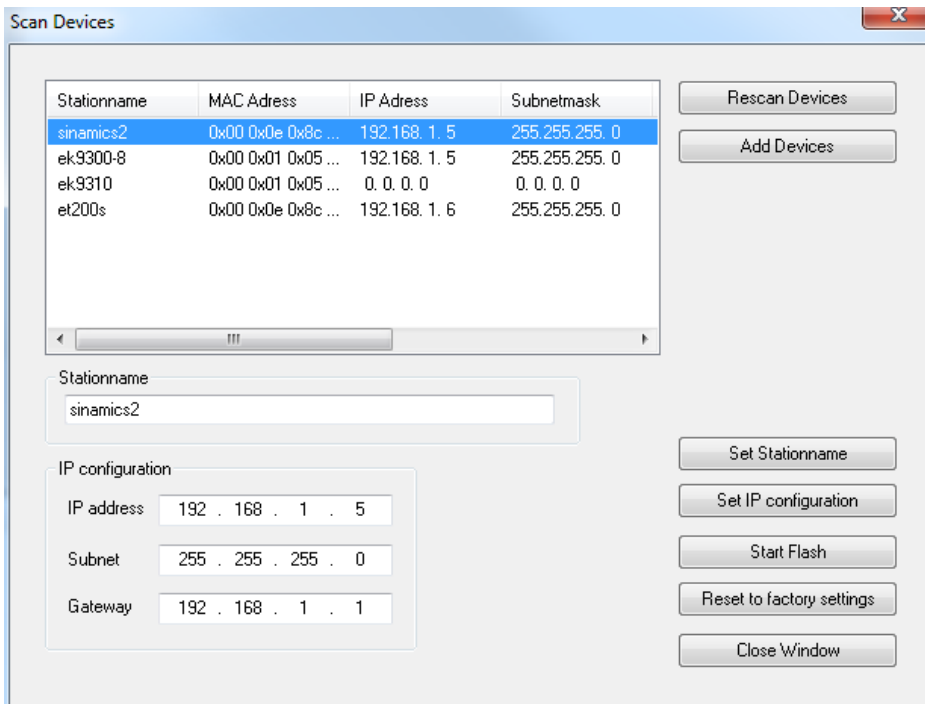 Scan Devices
x
Stationname MAC Adress IP Adress Subnetmask
sinamics2 0x00 0x0e 0x8c ... 192.168. 1. 5 255.255.255. 0
ek9300-8 0x00 0x01 0x05 ... 192.168. 1. 5 255.255.255. 0
ek9310 0x00 0x01 0x05 ... 0. 0. 0. 0 0. 0. 0. 0
et200s 0x00 0x0e 0x8c ... 192.168. 1. 6 255.255.255. 0
Rescan Devices
Add Devices
Stationname
sinamics2
IP configuration
IP address 192 . 168 . 1 . 5
Subnet 255 . 255 . 255 . 0
Gateway 192 . 168 . 1 . 1
Set Stationname
Set IP configuration
Start Flash
Reset to factory settings
Close Window